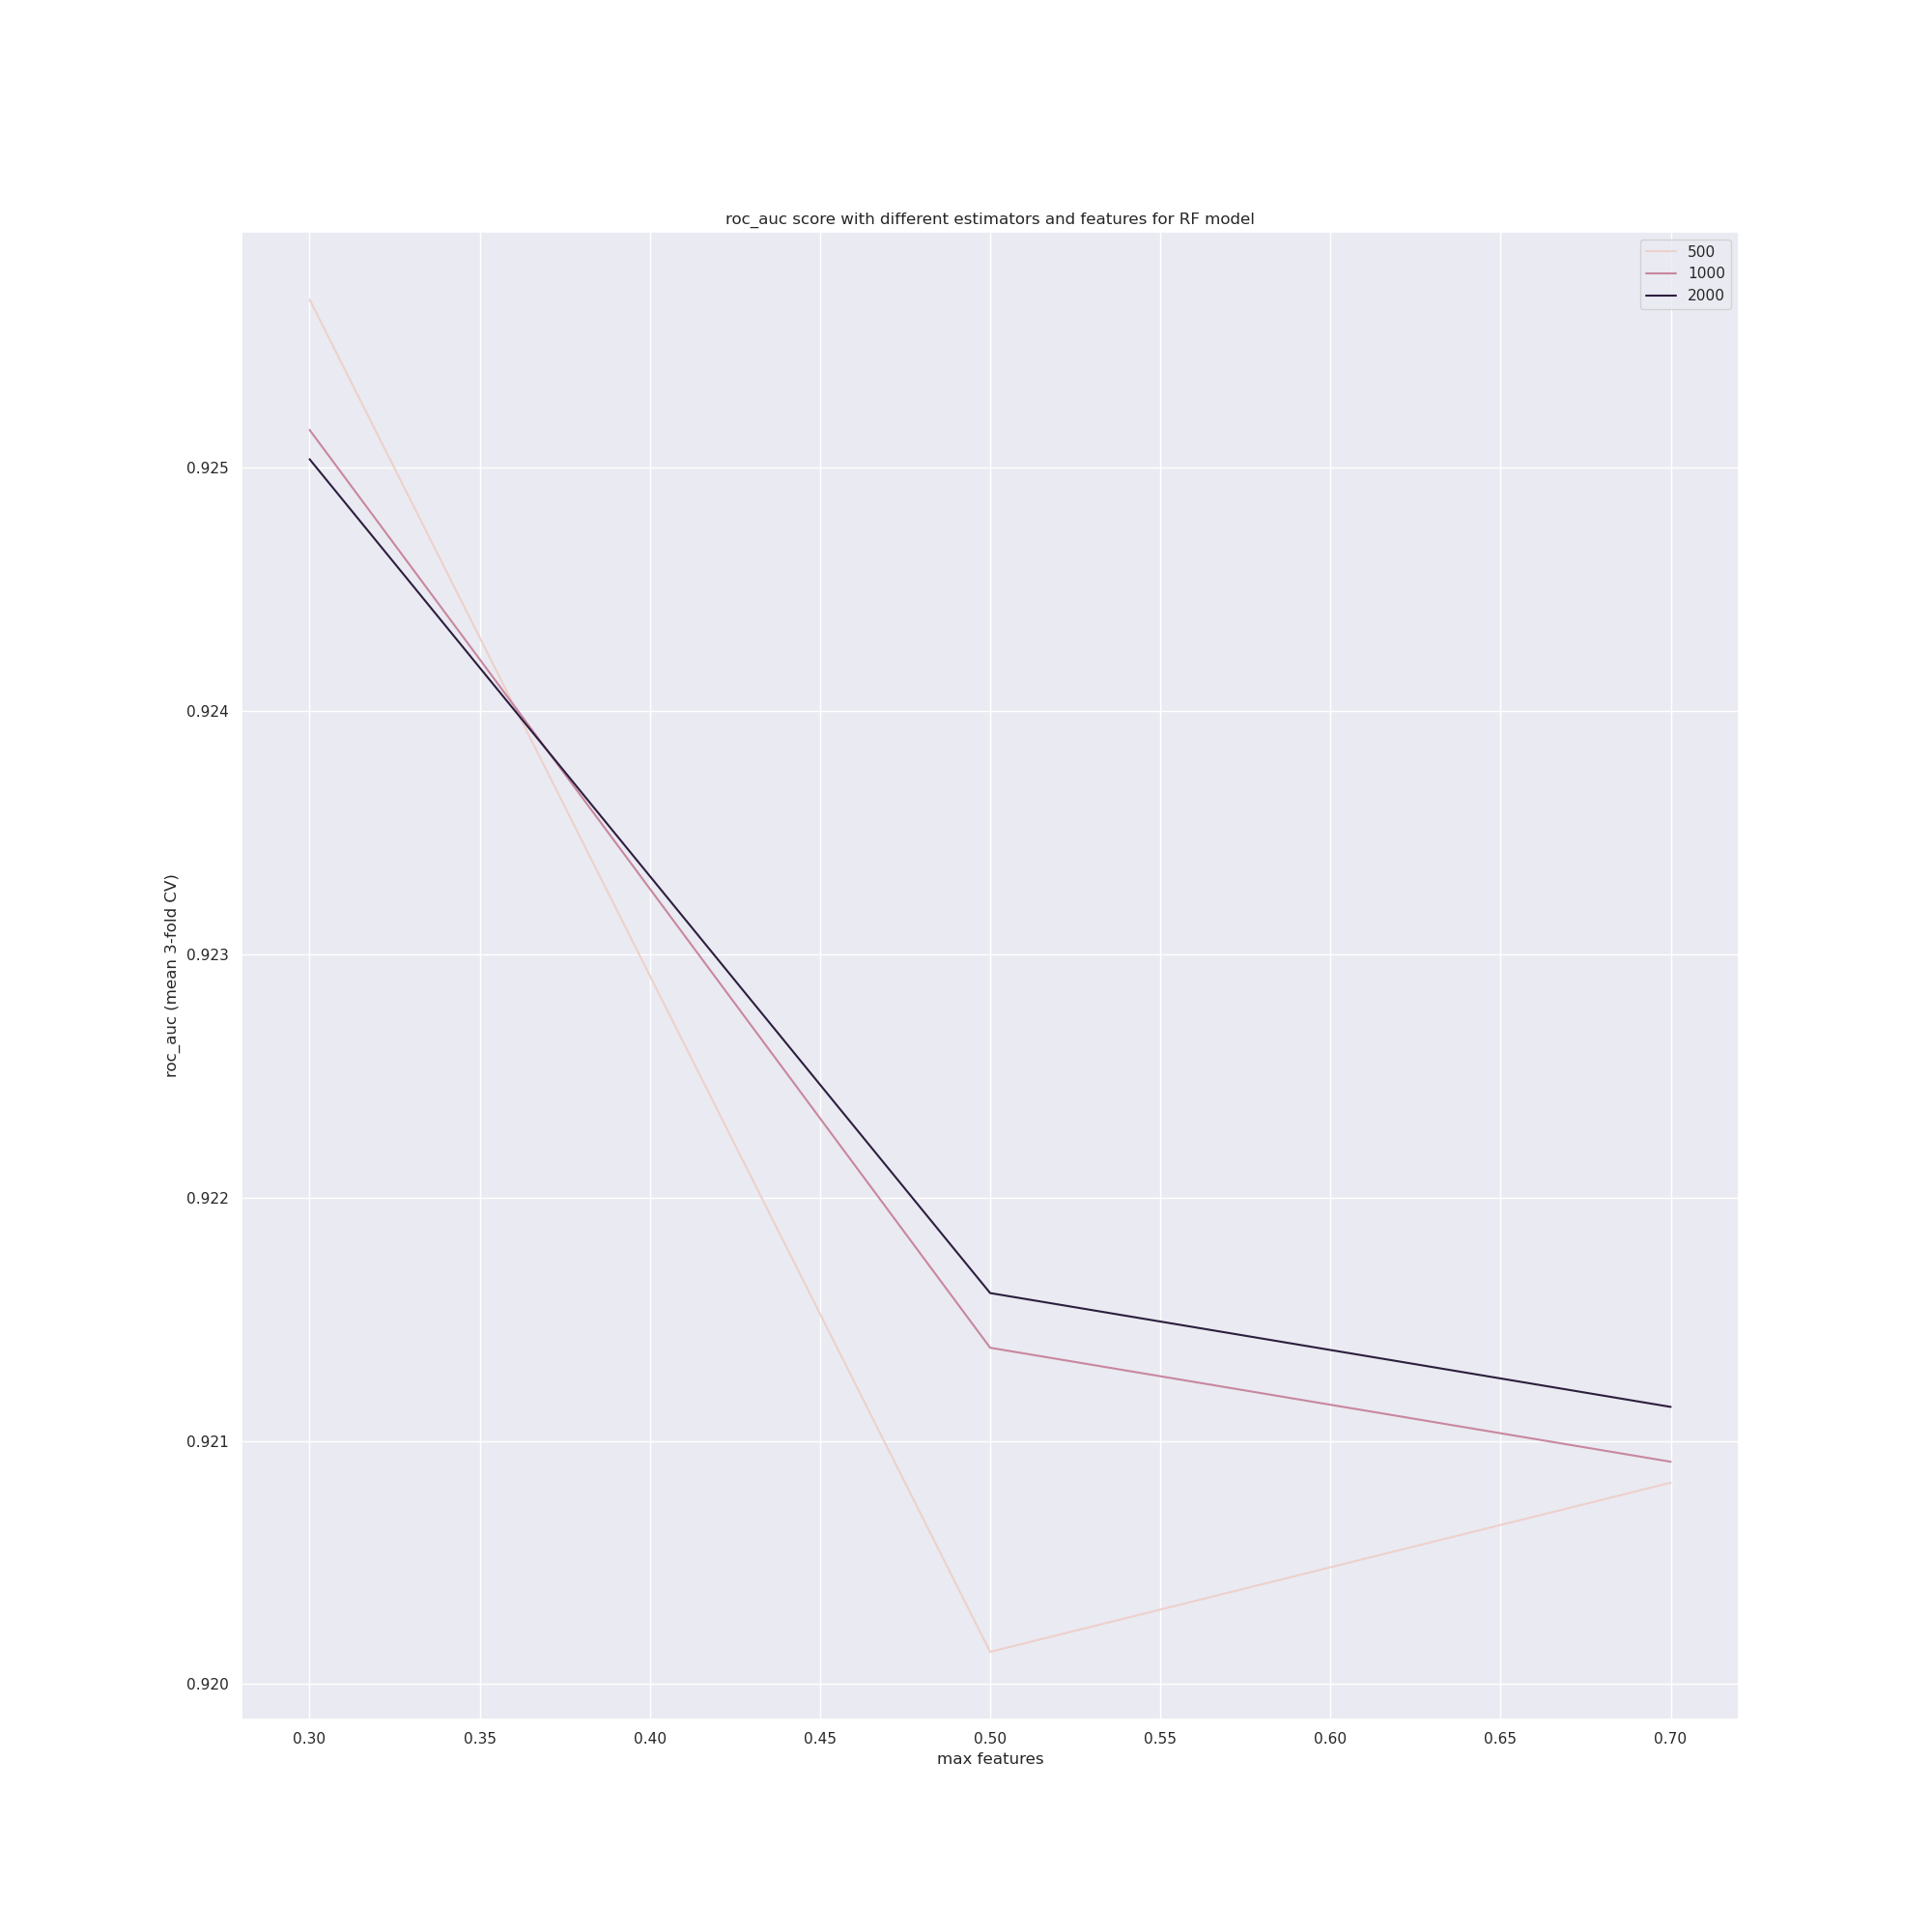 roc_auc score with different estimators and features for RF model
500
1000
2000
0.925
0.924
0.923
0.922
0.921
0.920
roc_auc (mean 3-fold CV)
0.30 0.35 0.40 0.45 0.50 0.55 0.60 0.65 0.70
max features